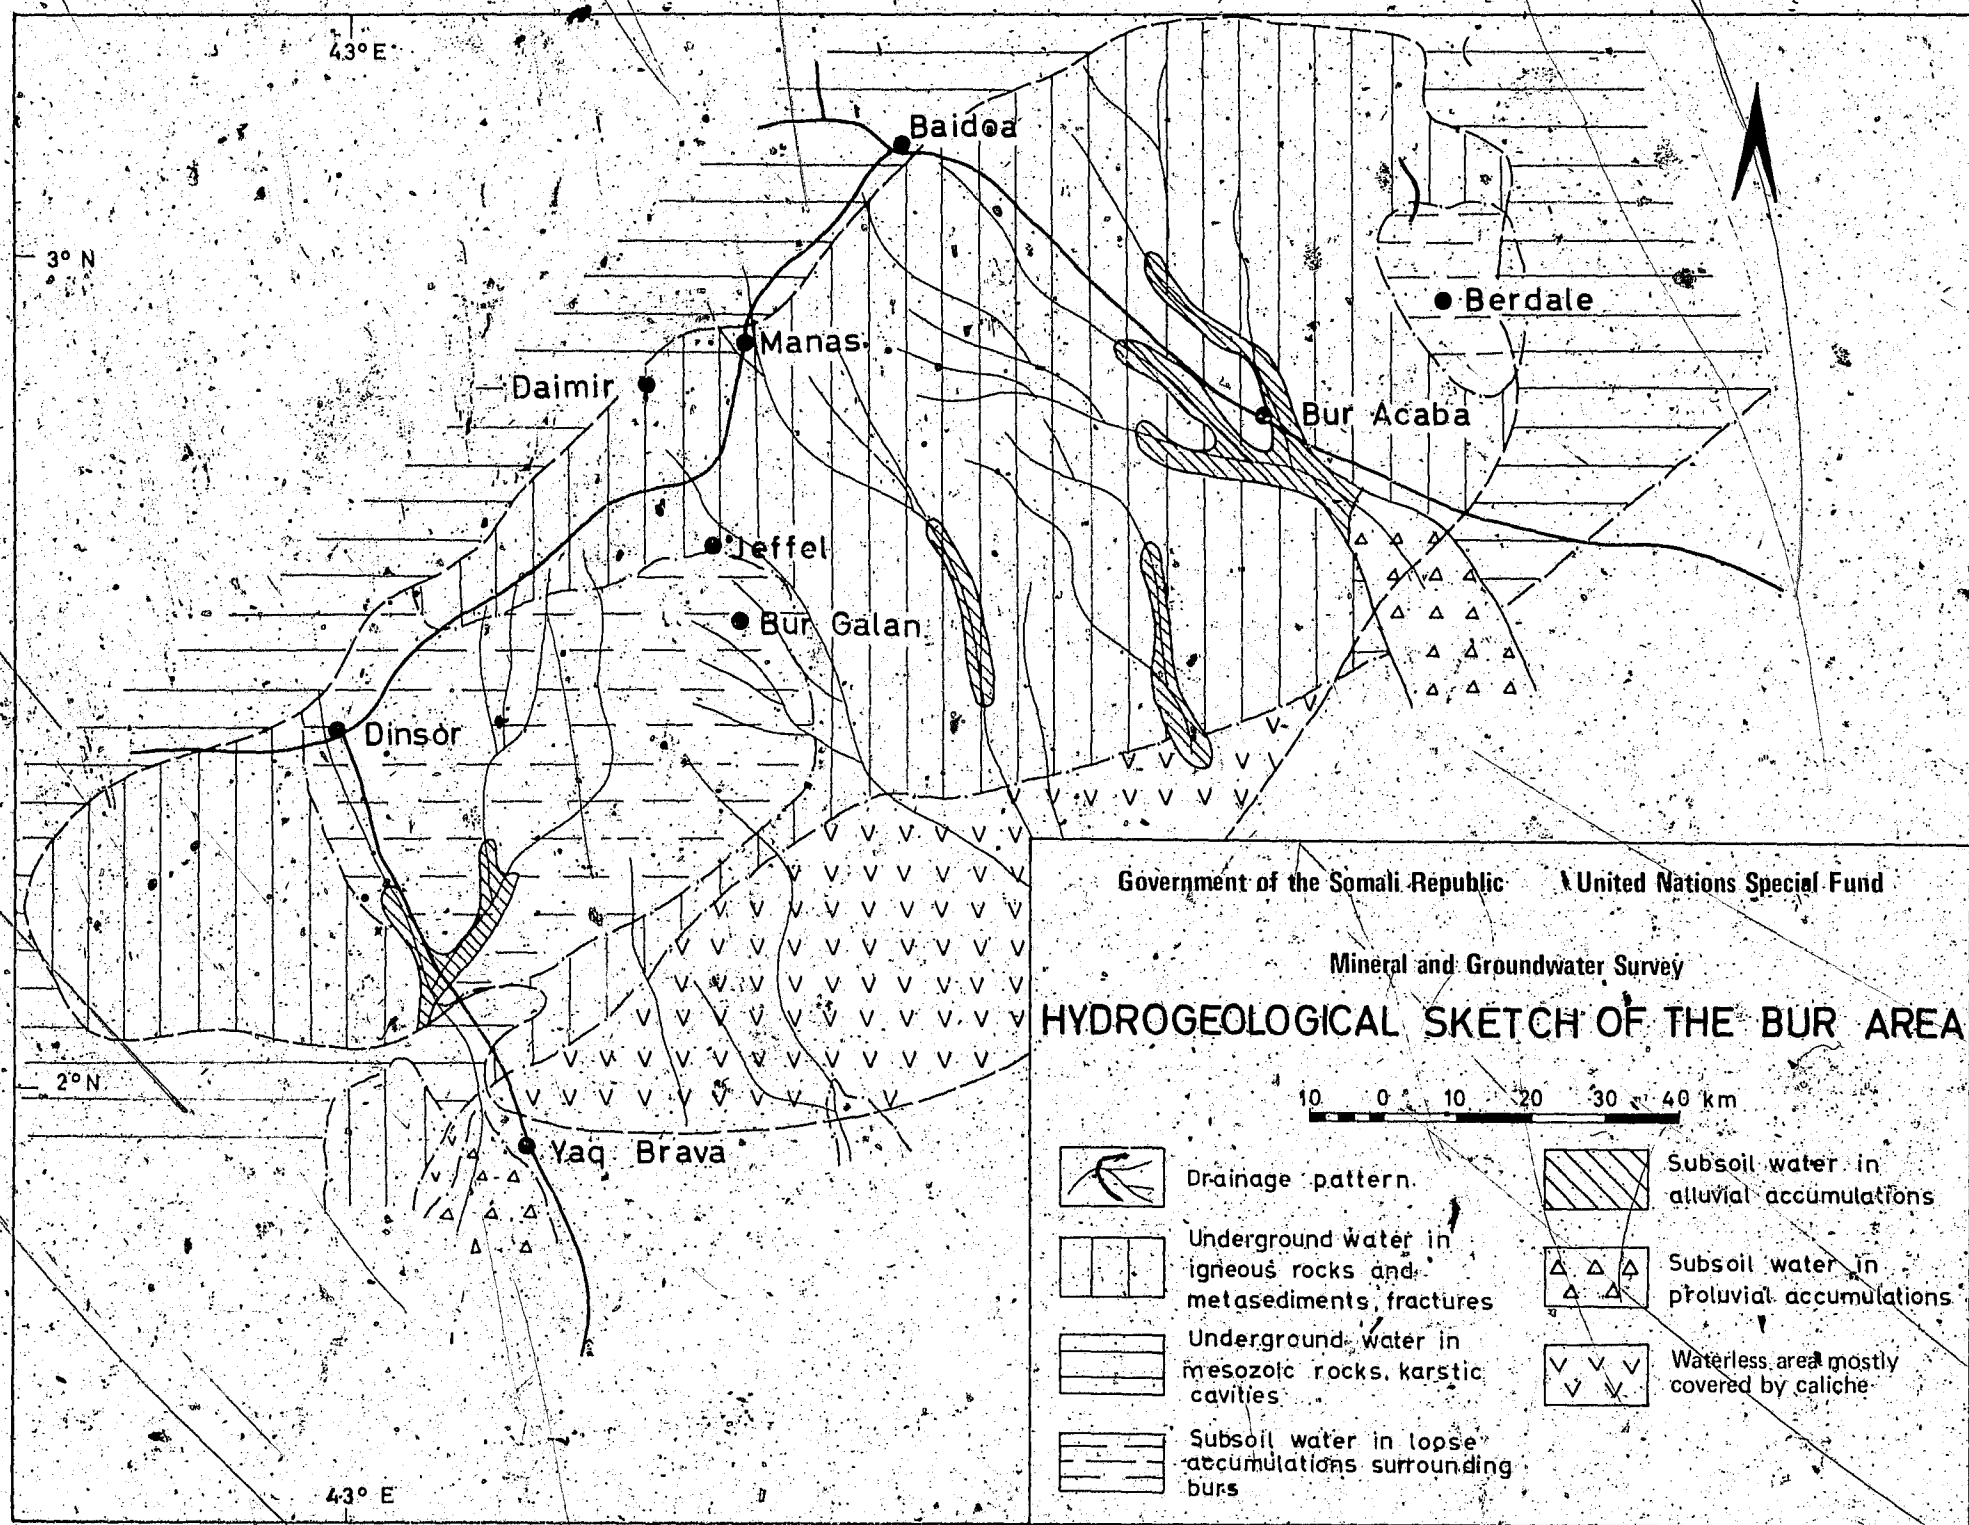 43° E
Baidoa
3° N
Berdale
Manas
Daimir
Bur Acaba
Jeffel
Bur Galan
Dinsor
2° N
Yaq Brava
43° E
Government of the Somali Republic United Nations Special Fund
Mineral and Groundwater Survey
HYDROGEOLOGICAL SKETCH OF THE BUR AREA
10 0 10 20 30 40 km
Drainage pattern
Underground water in
igneous rocks and
metasediments, fractures
Underground water in
mesozoic rocks, karstic
cavities
Subsoil water in loose
accumulations surrounding
burs
Subsoil water in
alluvial accumulations
Subsoil water in
proluvial accumulations
Waterless area mostly
covered by caliche